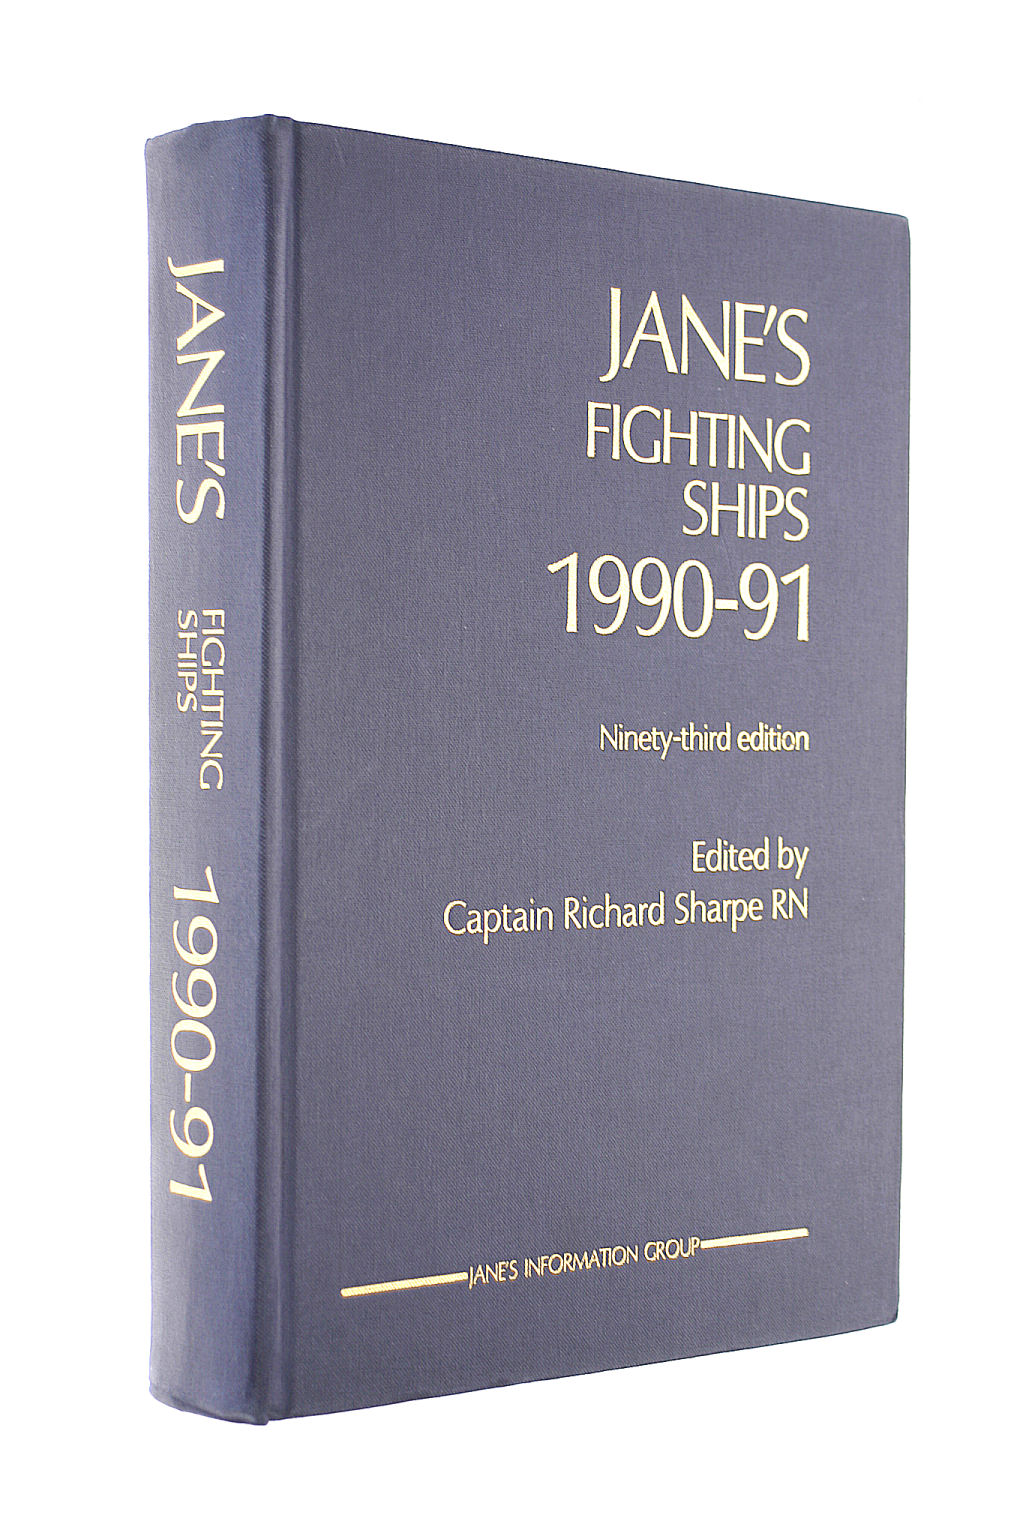 JANE'S
FIGHTING
SHIPS
1990-91
JANE'S
FIGHTING
SHIPS
1990-91
Ninety-third edition
Edited by
Captain Richard Sharpe RN
JANE'S INFORMATION GROUP